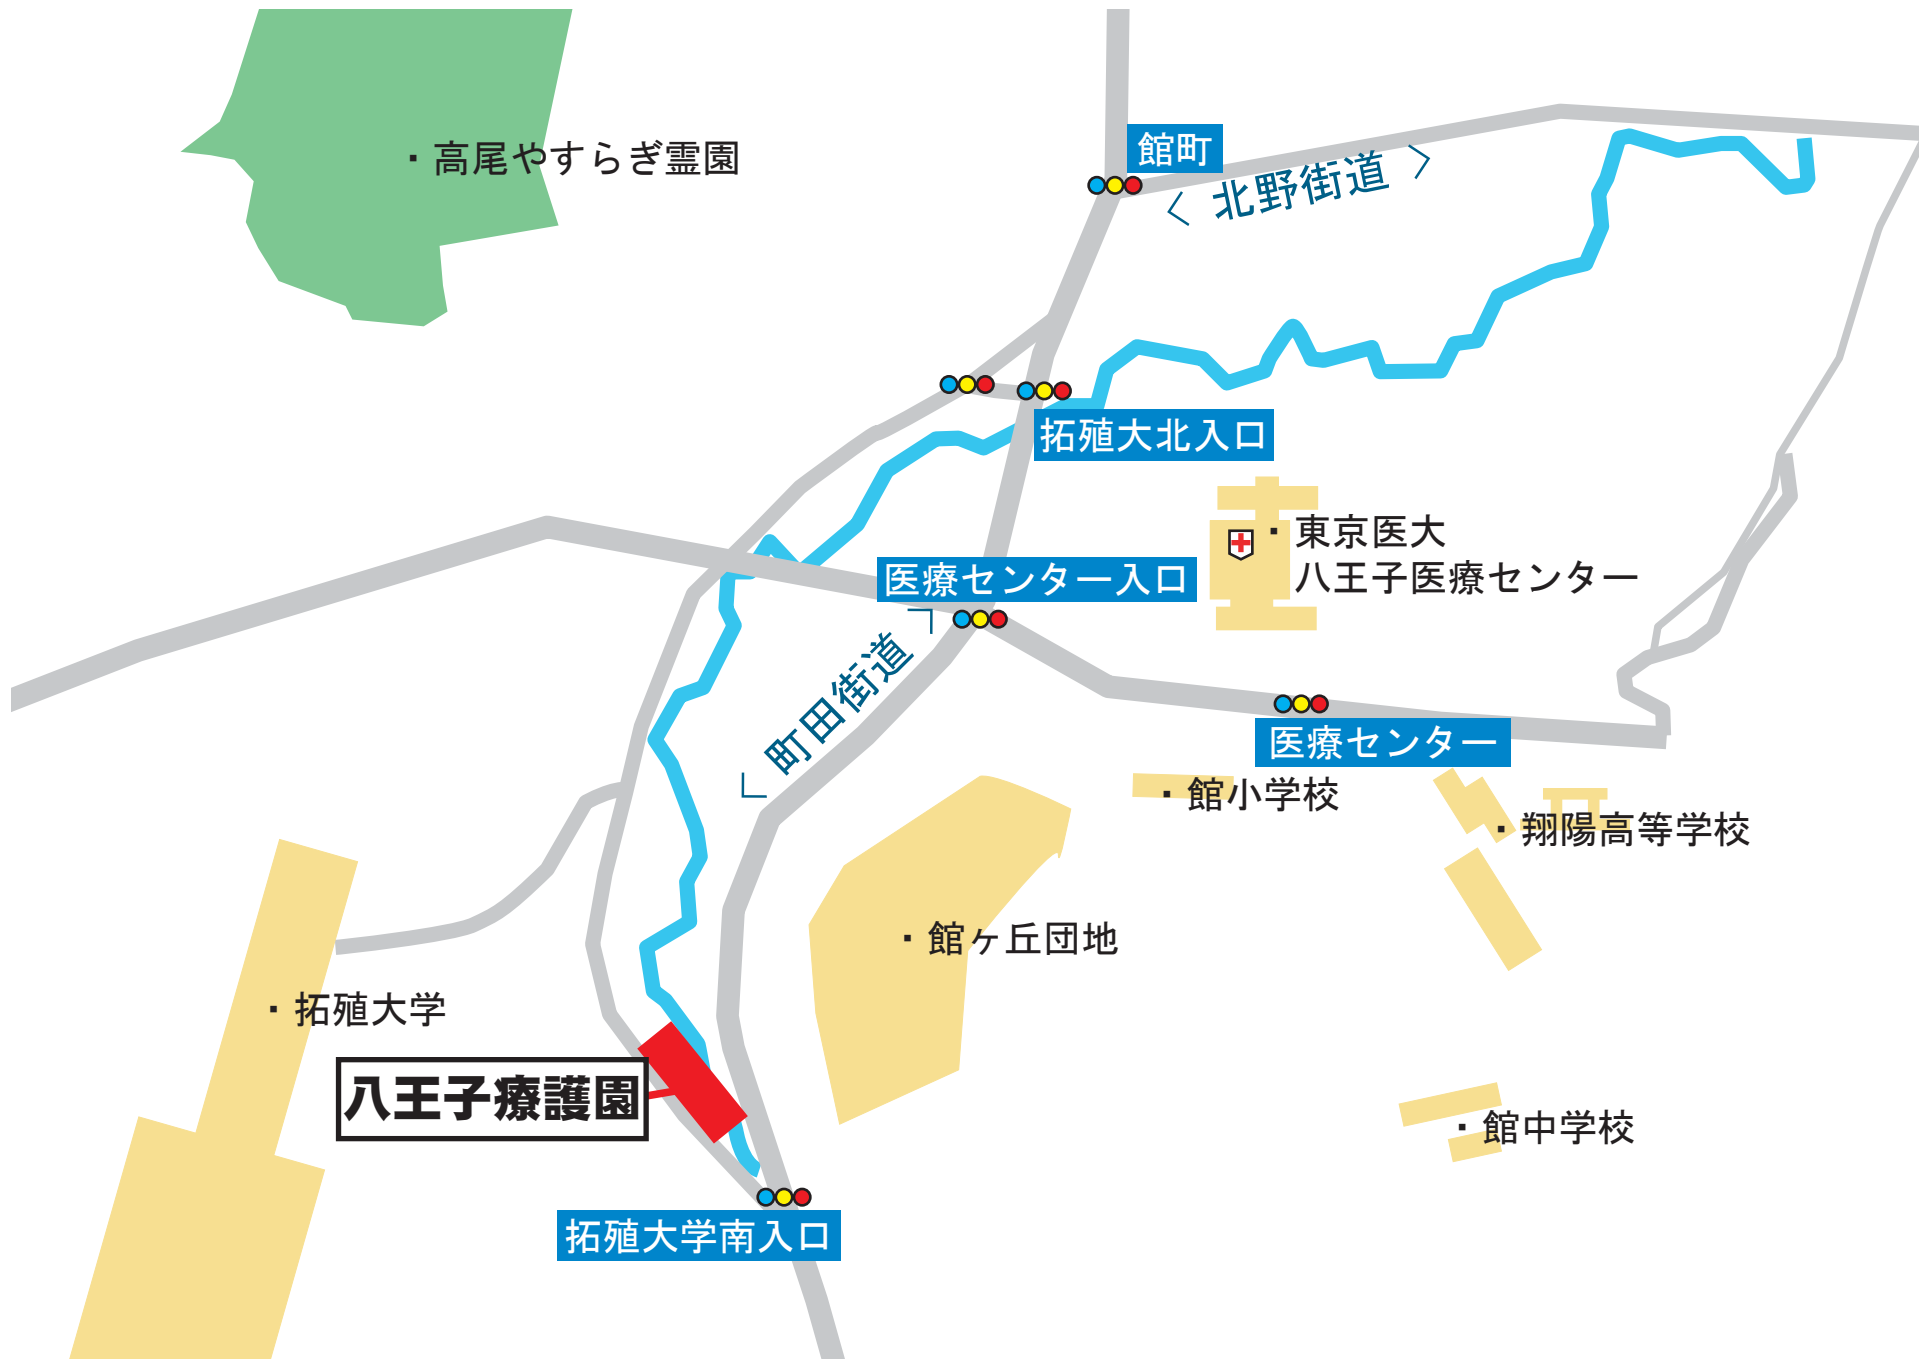 館町
・高尾やすらぎ霊園
北野街道
拓殖大北入口
・東京医大
八王子医療センター
医療センター入口
町田街道
医療センター
・館小学校
・翔陽高等学校
・館ヶ丘団地
・拓殖大学
八王子療護園
・館中学校
拓殖大学南入口